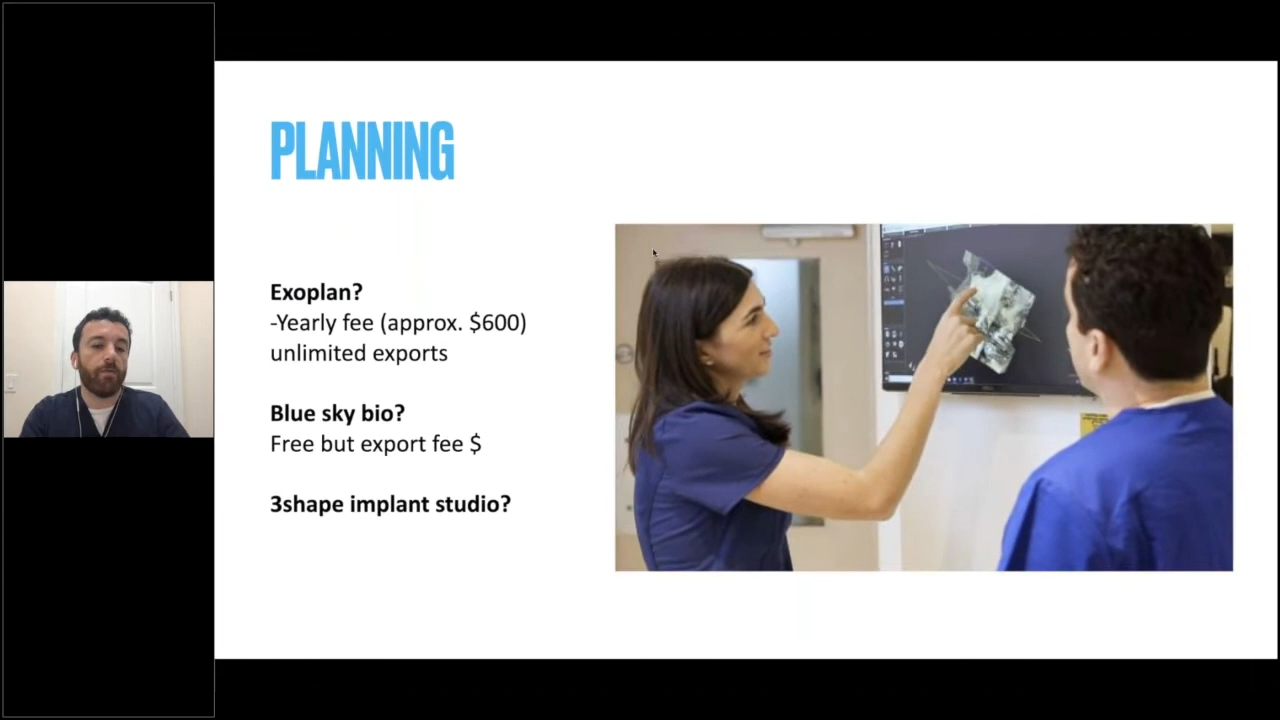 PLANNING
Exoplan?
-Yearly fee (approx. $600)
unlimited exports
Blue sky bio?
Free but export fee $
3shape implant studio?